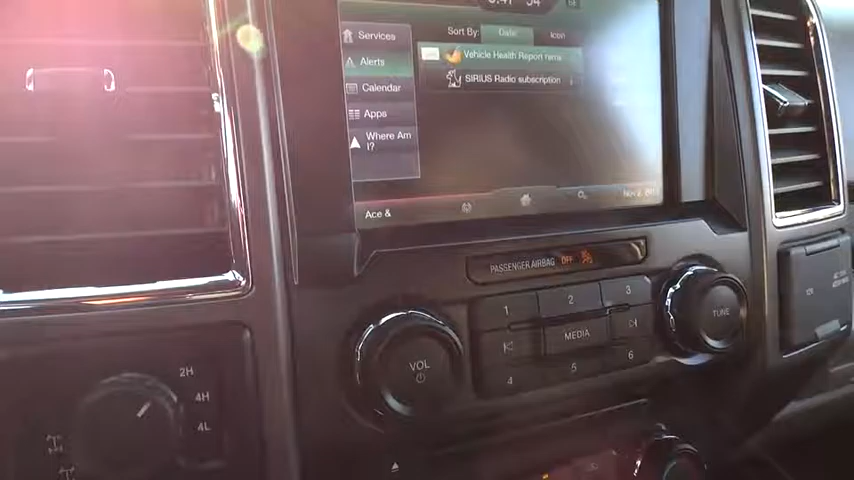 Sort By:
Date
Icon
Services
Alerts
Calendar
Apps
Where Am
I?
Vehicle Health Report
SIRIUS Radio subscription
Ace &
Nov 2
PASSENGER AIRBAG OFF
1 2 3
MEDIA
4 5 6
VOL
TUNE
2H
4H
4L